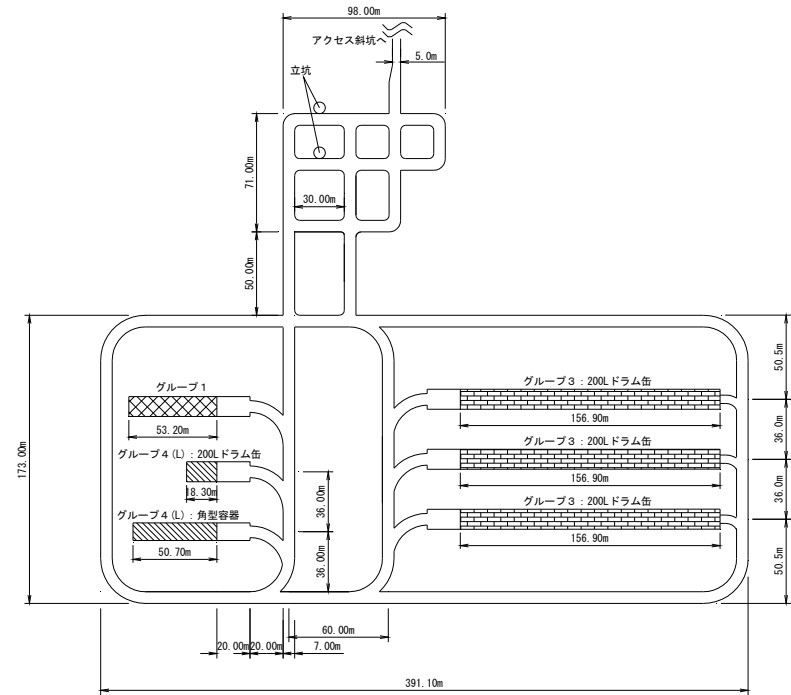 98.00m
アクセス斜坑へ
5.0m
立坑
71.00m
30.00m
50.00m
173.00m
グループ1
53.20m
グループ4(L):200Lドラム缶
18.30m
グループ4(L):角型容器
50.70m
36.00m
36.00m
グループ3:200Lドラム缶
156.90m
グループ3:200Lドラム缶
156.90m
グループ3:200Lドラム缶
156.90m
50.5m
36.0m
36.0m
50.5m
60.00m
20.00m
20.00m
7.00m
391.10m